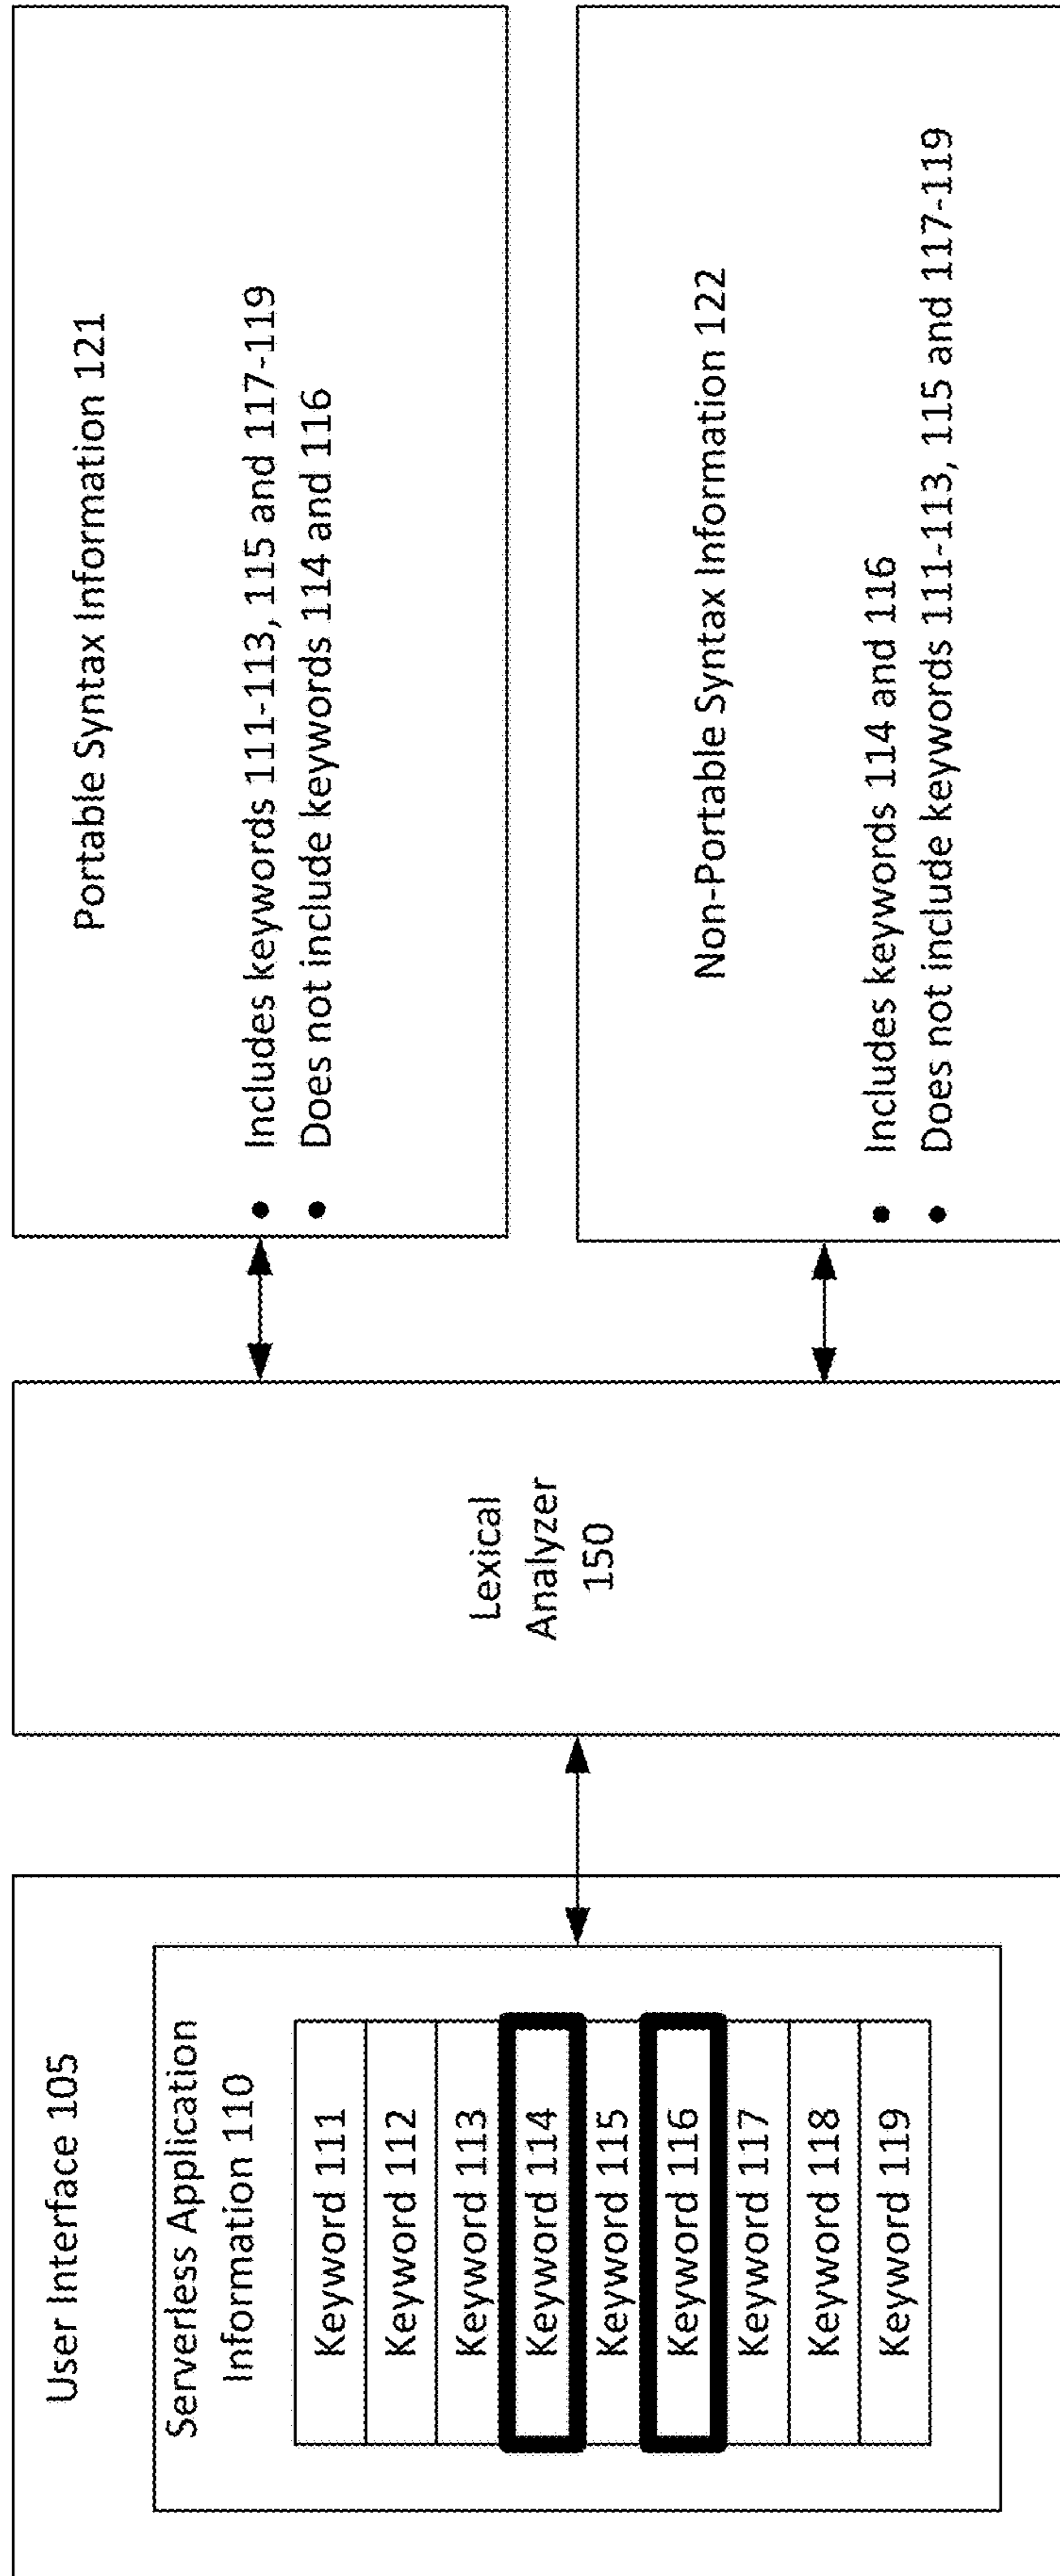 User Interface 105
Serverless Application
Information 110
Keyword 111
Keyword 112
Keyword 113
Keyword 114
Keyword 115
Keyword 116
Keyword 117
Keyword 118
Keyword 119
Lexical
Analyzer
150
Portable Syntax Information 121
• Includes keywords 111-113, 115 and 117-119
• Does not include keywords 114 and 116
Non-Portable Syntax Information 122
• Includes keywords 114 and 116
• Does not include keywords 111-113, 115 and 117-119